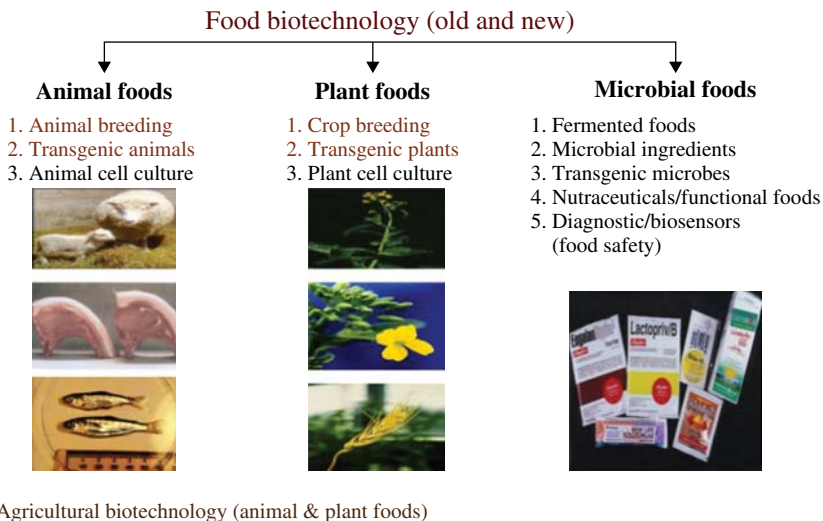 Food biotechnology (old and new)
Animal foods
1. Animal breeding
2. Transgenic animals
3. Animal cell culture
Plant foods
1. Crop breeding
2. Transgenic plants
3. Plant cell culture
Microbial foods
1. Fermented foods
2. Microbial ingredients
3. Transgenic microbes
4. Nutraceuticals/functional foods
5. Diagnostic/biosensors
(food safety)
Lactopriv/B
Agricultural biotechnology (animal & plant foods)